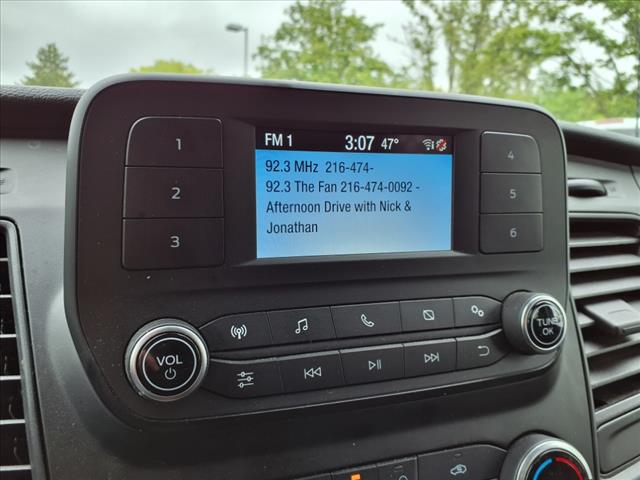 FM 1 3:07 47°
92.3 MHz 216-474-
92.3 The Fan 216-474-0092 -
Afternoon Drive with Nick &
Jonathan
1
2
3
4
5
6
VOL
TUNE
OK